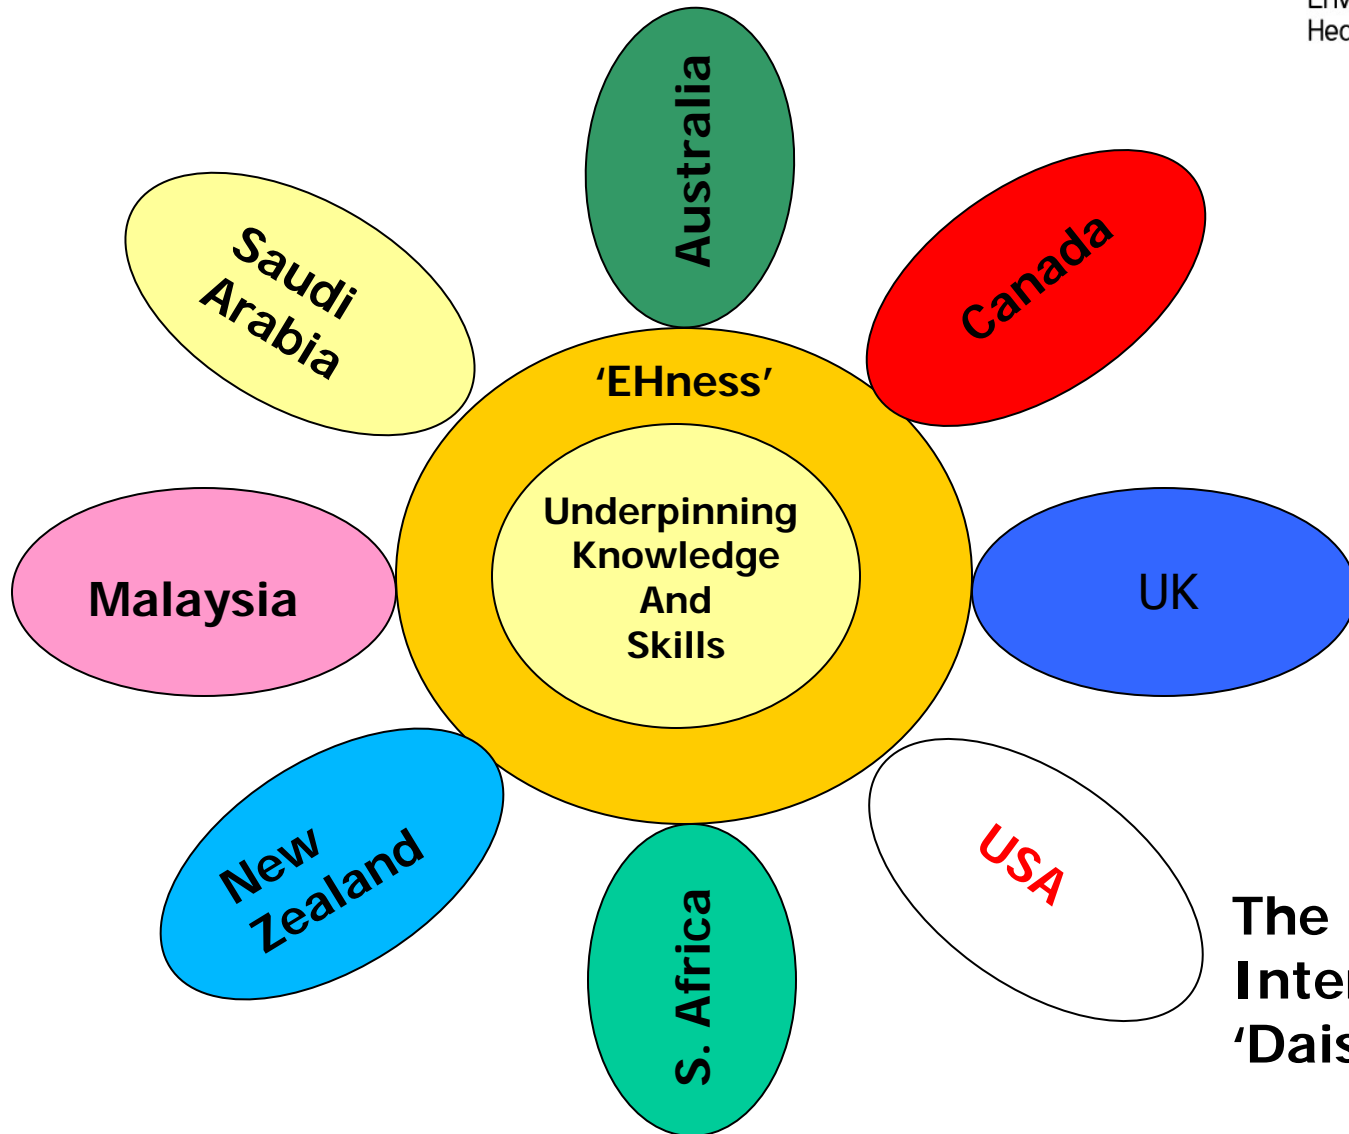 Australia
Canada
Saudi
Arabia
'EHness'
Underpinning
Knowledge
And
Skills
Malaysia
UK
New
Zealand
S. Africa
USA
The